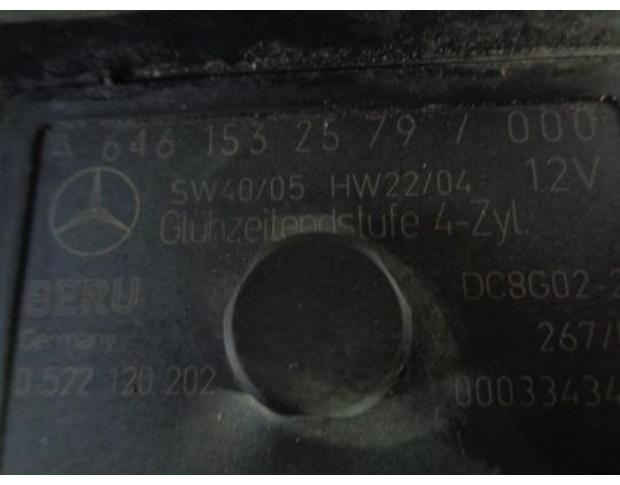 A 646 153 25 79 / 000
SW40/05 HW22/04 12V
Glühzeitendstufe 4-Zyl.
BERU DC8G02-2
Germany 267/
0 522 120 202 00033434